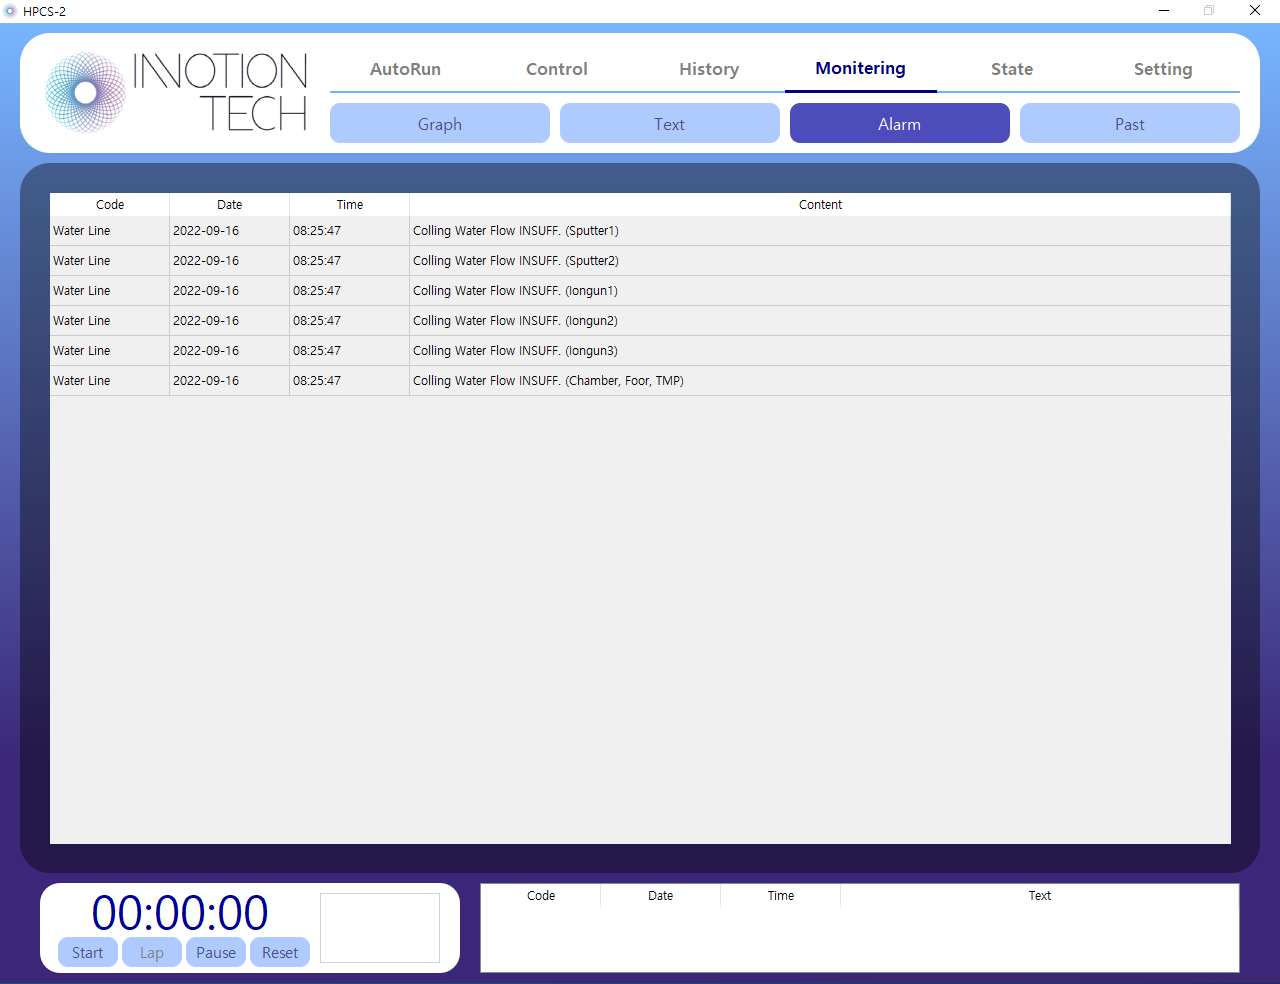 HPCS-2
INNOTION
TECH
AutoRun Control History Monitering State Setting
Graph Text Alarm Past
Code Date Time Content
Water Line 2022-09-16 08:25:47 Colling Water Flow INSUFF. (Sputter1)
Water Line 2022-09-16 08:25:47 Colling Water Flow INSUFF. (Sputter2)
Water Line 2022-09-16 08:25:47 Colling Water Flow INSUFF. (Iongun1)
Water Line 2022-09-16 08:25:47 Colling Water Flow INSUFF. (Iongun2)
Water Line 2022-09-16 08:25:47 Colling Water Flow INSUFF. (Iongun3)
Water Line 2022-09-16 08:25:47 Colling Water Flow INSUFF. (Chamber, Foor, TMP)
00:00:00
Start Lap Pause Reset
Code Date Time Text